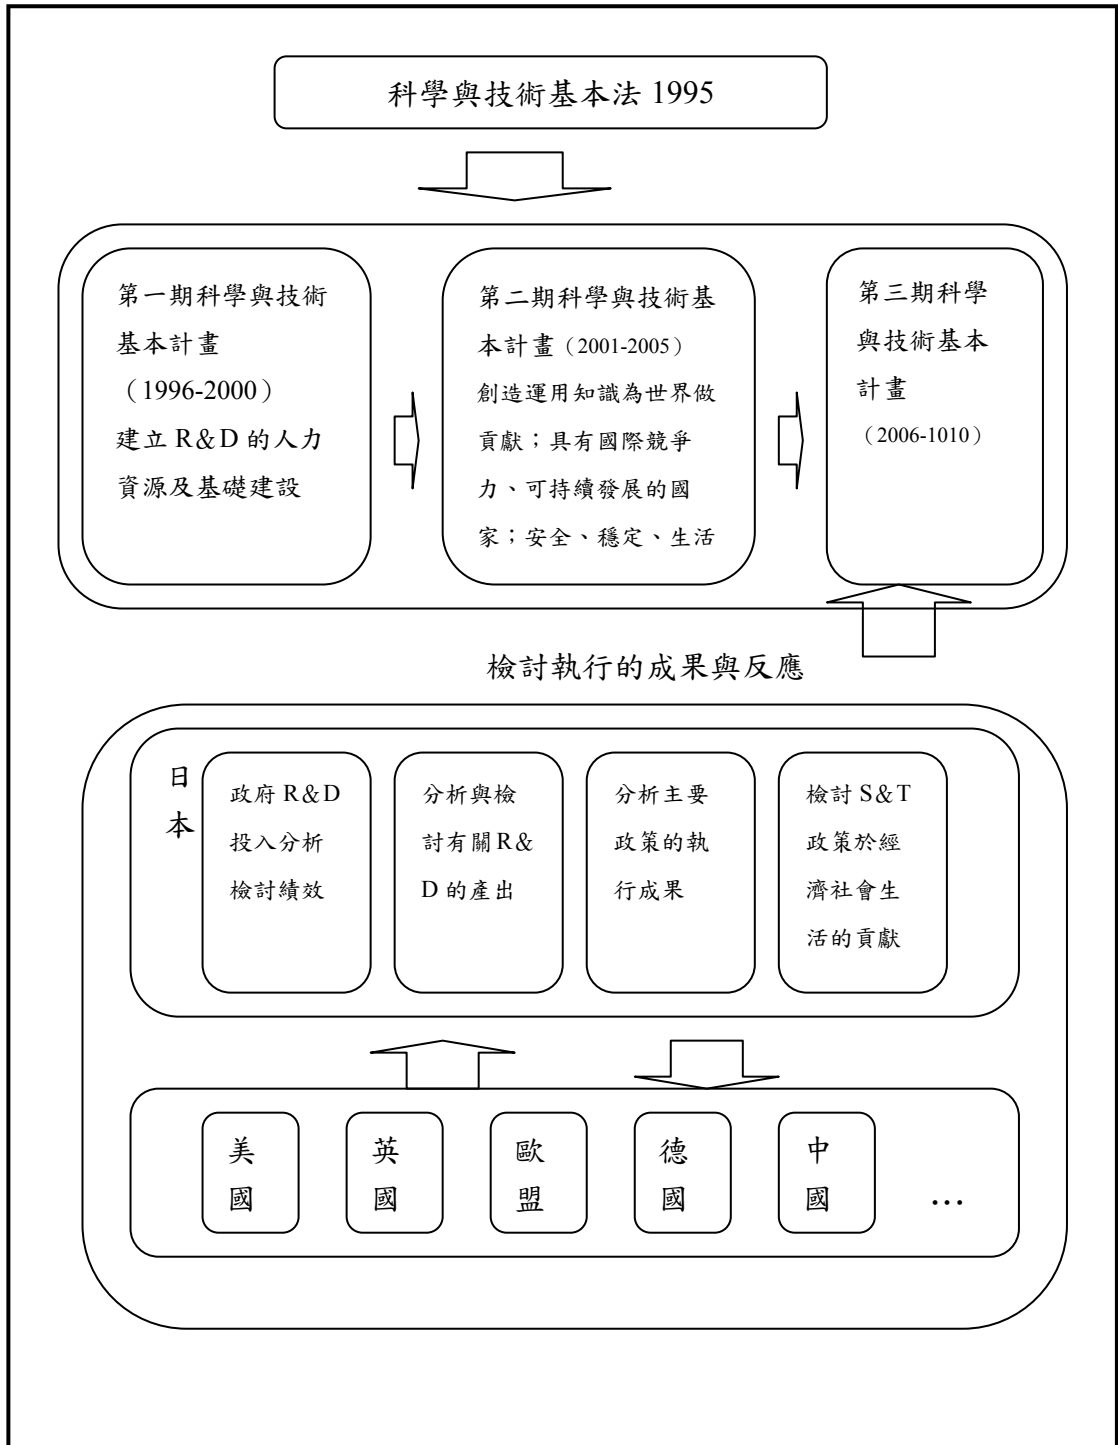 科學與技術基本法 1995
第一期科學與技術
基本計畫
（1996-2000）
建立 R&D 的人力
資源及基礎建設
第二期科學與技術基
本計畫（2001-2005）
創造運用知識為世界做
貢獻；具有國際競爭
力、可持續發展的國
家；安全、穩定、生活
第三期科學
與技術基本
計畫
（2006-1010）
檢討執行的成果與反應
日
本
政府 R&D
投入分析
檢討績效
分析與檢
討有關 R&
D 的產出
分析主要
政策的執
行成果
檢討 S&T
政策於經
濟社會生
活的貢獻
美
國
英
國
歐
盟
德
國
中
國
…